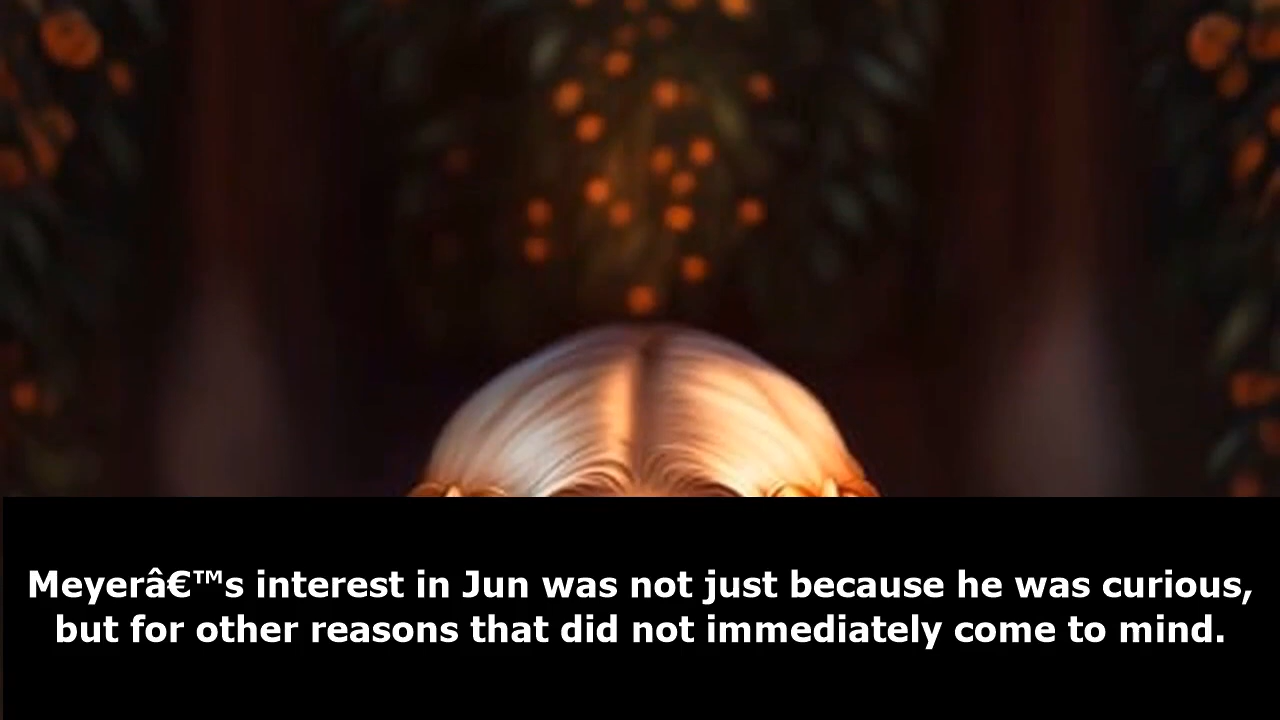 Meyerâ€™s interest in Jun was not just because he was curious,
but for other reasons that did not immediately come to mind.